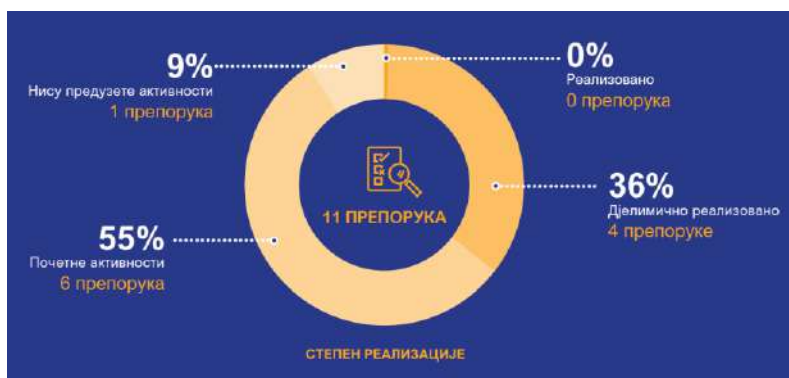 9%
Нису предузете активности
1 препорука
0%
Реализовано
0 препорука
11 ПРЕПОРУКА
36%
Дјелимично реализовано
4 препоруке
55%
Почетне активности
6 препорука
СТЕПЕН РЕАЛИЗАЦИЈЕ